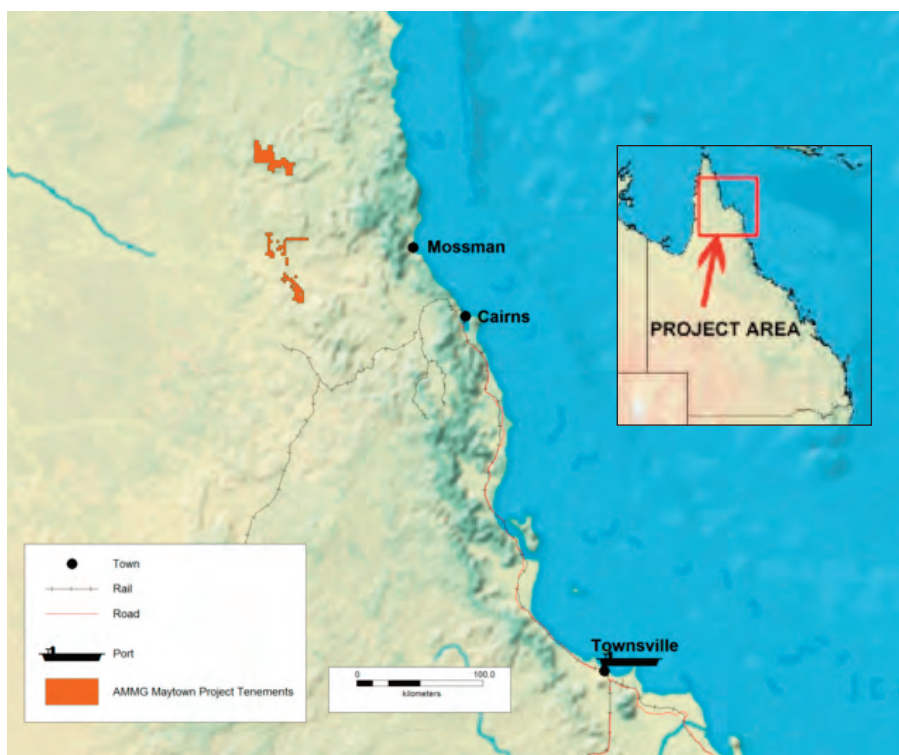 Mossman
Cairns
PROJECT AREA
Townsville
Town
Rail
Road
Port
AMMG Maytown Project Tenements
0 100.0
kilometers